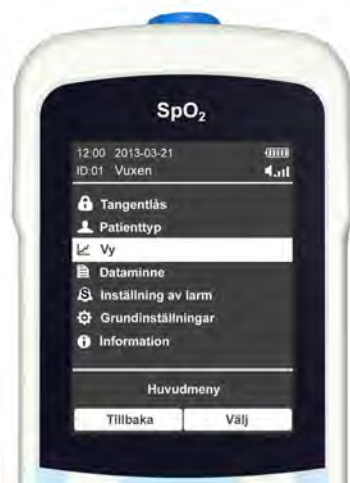 SpO₂
12:00 2013-03-21
ID:01 Vuxen
Tangentlås
Patienttyp
Vy
Dataminne
Inställning av larm
Grundinställningar
Information
Huvudmeny
Tillbaka Välj